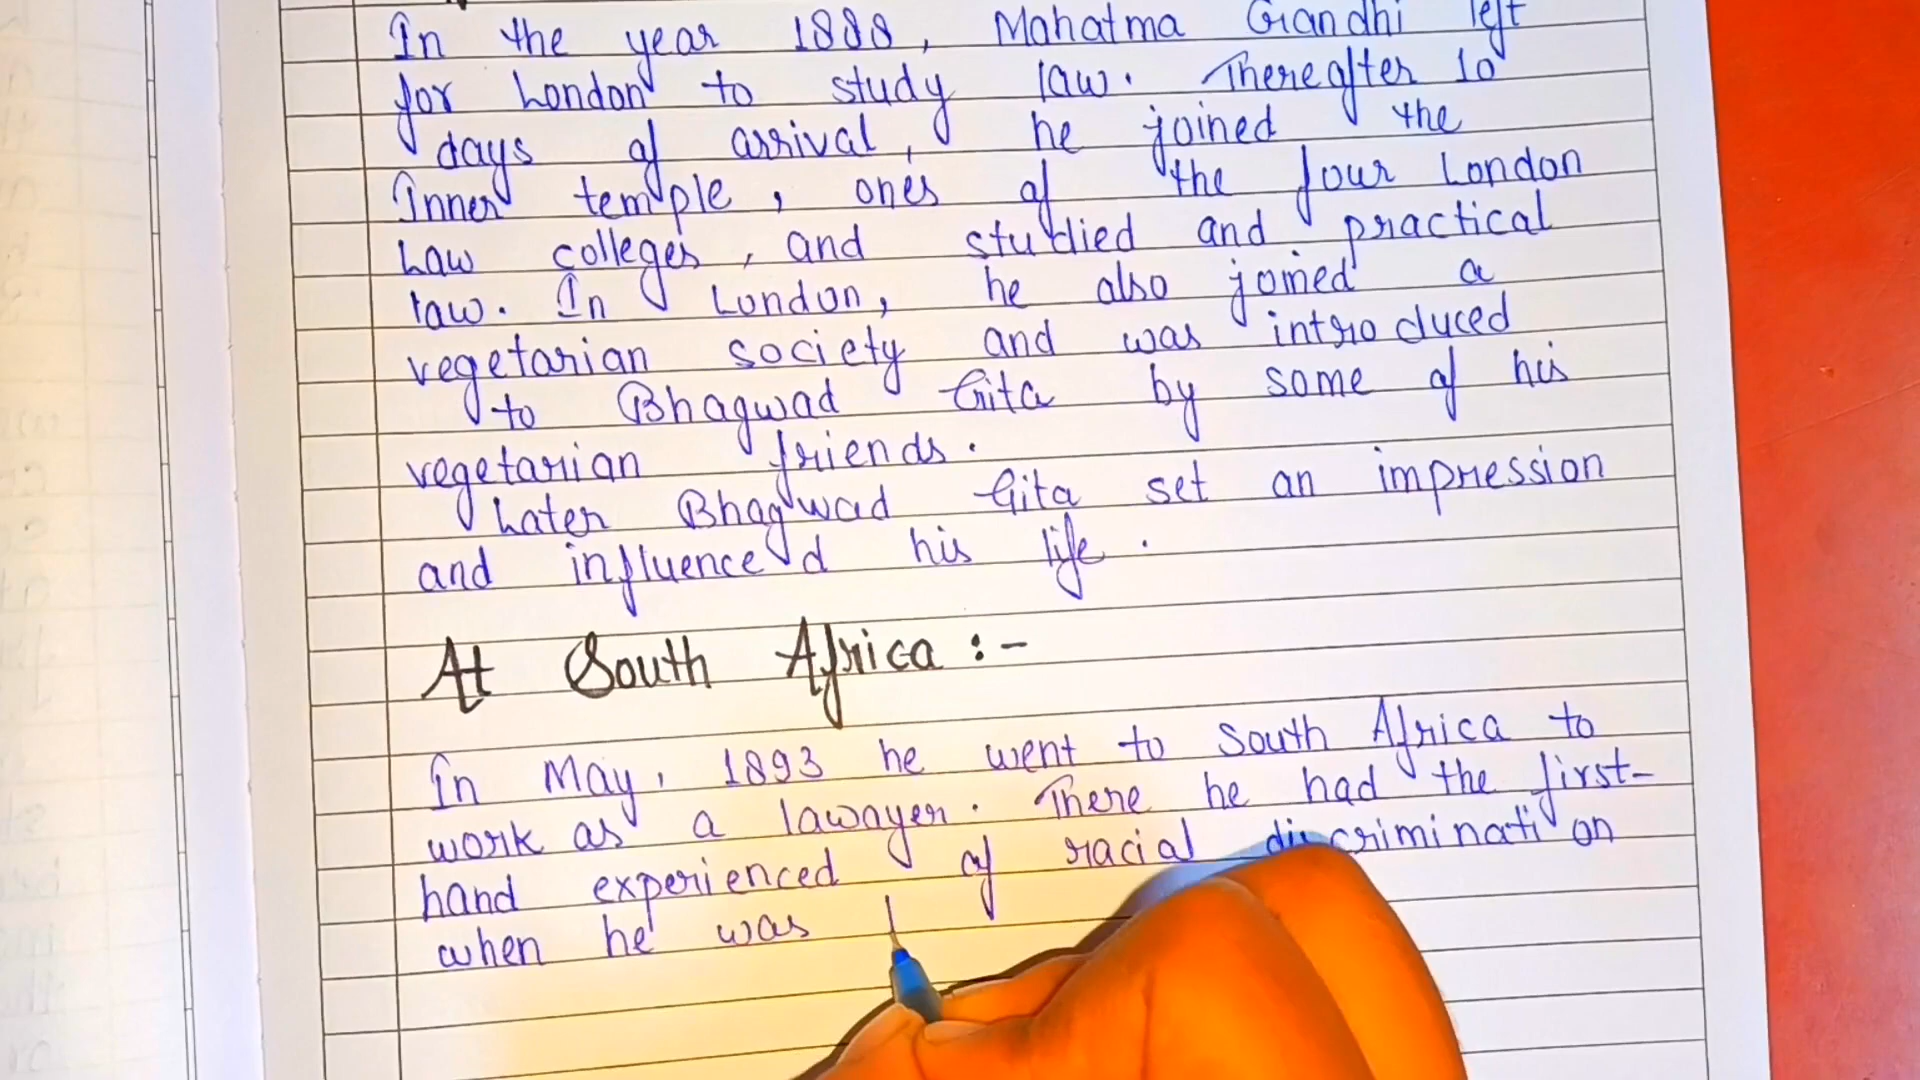 In the year 1888, Mahatma Gandhi left
for London to study law. Thereafter 10
days of arrival, he joined the
Inner temple, ones of the four London
Law colleges, and studied and practical
law. In London, he also joined a
vegetarian society and was introduced
to Bhagwad Gita by some of his
vegetarian friends.
Later Bhagwad Gita set an impression
and influenced his life.
At South Africa :-
In May, 1893 he went to South Africa to
work as a lawayer. There he had the first-
hand experienced of racial discrimination
when he was